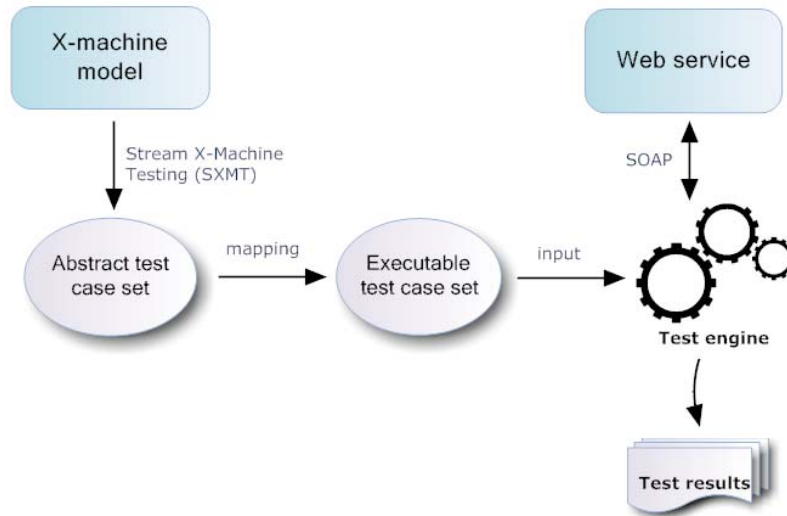 X-machine
model
Web service
Stream X-Machine
Testing (SXMT)
SOAP
Abstract test
case set
mapping
Executable
test case set
input
Test engine
Test results